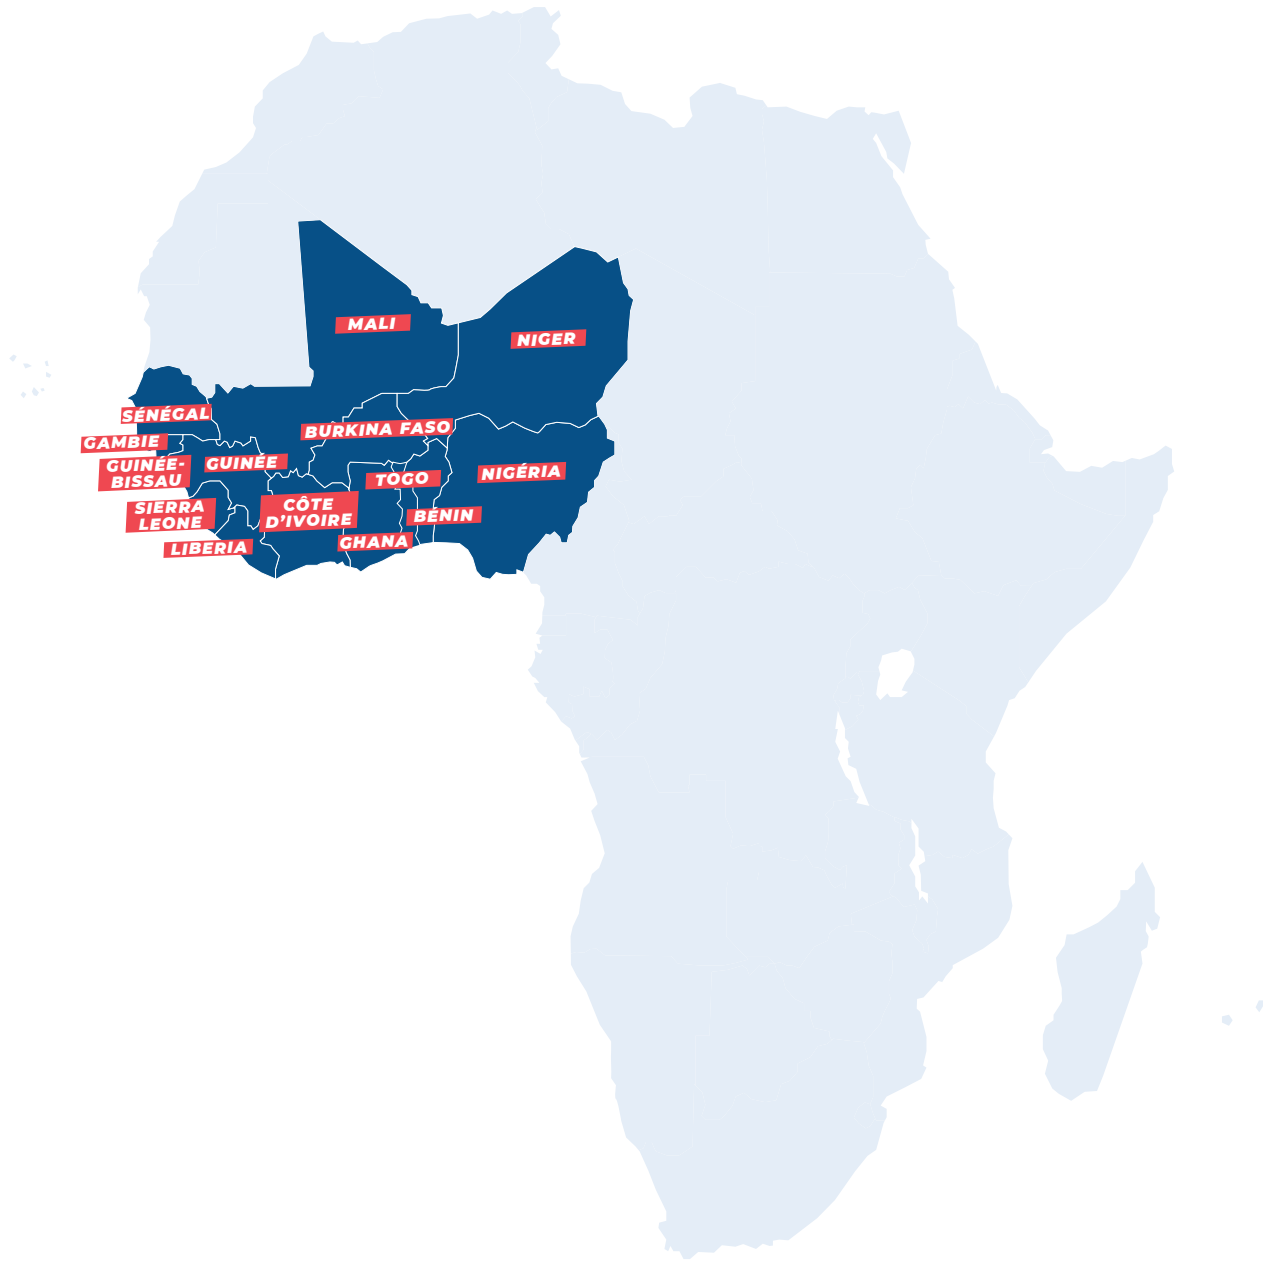 MALI
NIGER
SÉNÉGAL
BURKINA FASO
GAMBIE
GUINÉE-
BISSAU
GUINÉE
TOGO
NIGÉRIA
SIERRA
LEONE
CÔTE
D'IVOIRE
BÉNIN
LIBERIA
GHANA